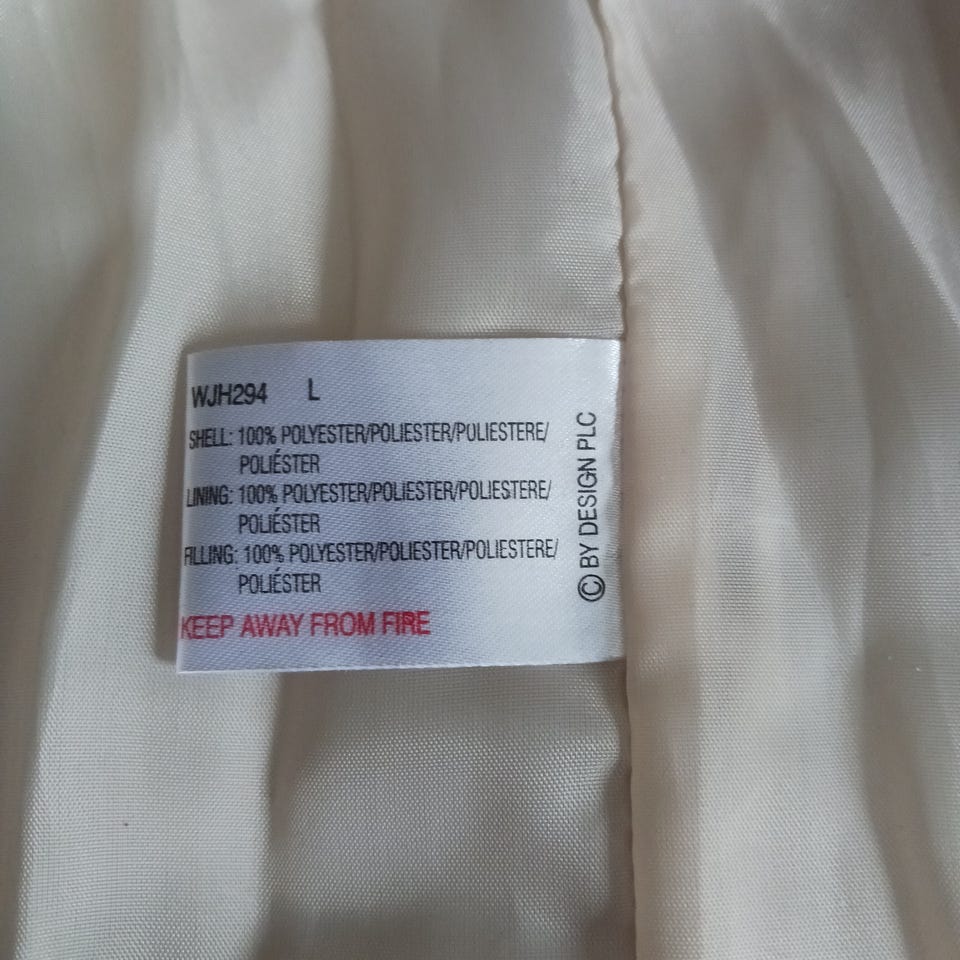 WJH294 L
SHELL: 100% POLYESTER/POLIESTER/POLIESTERE/
POLIÉSTER
LINING: 100% POLYESTER/POLIESTER/POLIESTERE/
POLIÉSTER
FILLING: 100% POLYESTER/POLIESTER/POLIESTERE/
POLIÉSTER
KEEP AWAY FROM FIRE
© BY DESIGN PLC